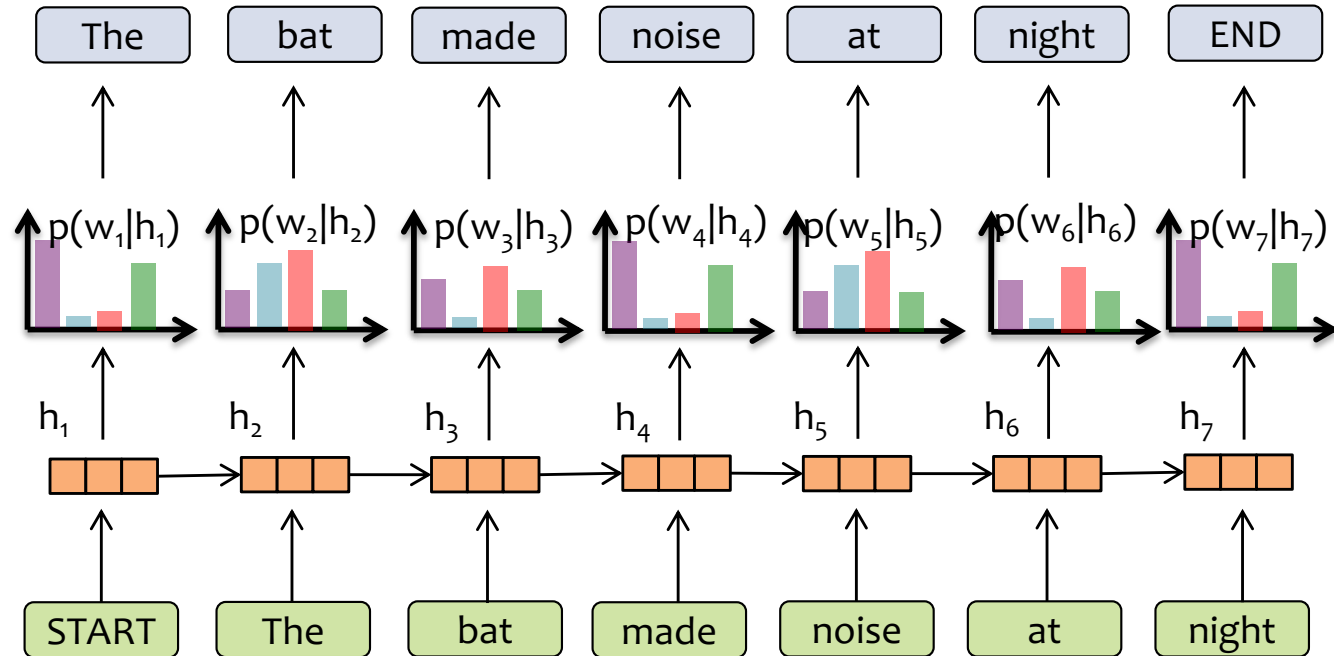 The bat made noise at night END
p(w₁|h₁) p(w₂|h₂) p(w₃|h₃) p(w₄|h₄) p(w₅|h₅) p(w₆|h₆) p(w₇|h₇)
h₁ h₂ h₃ h₄ h₅ h₆ h₇
START The bat made noise at night